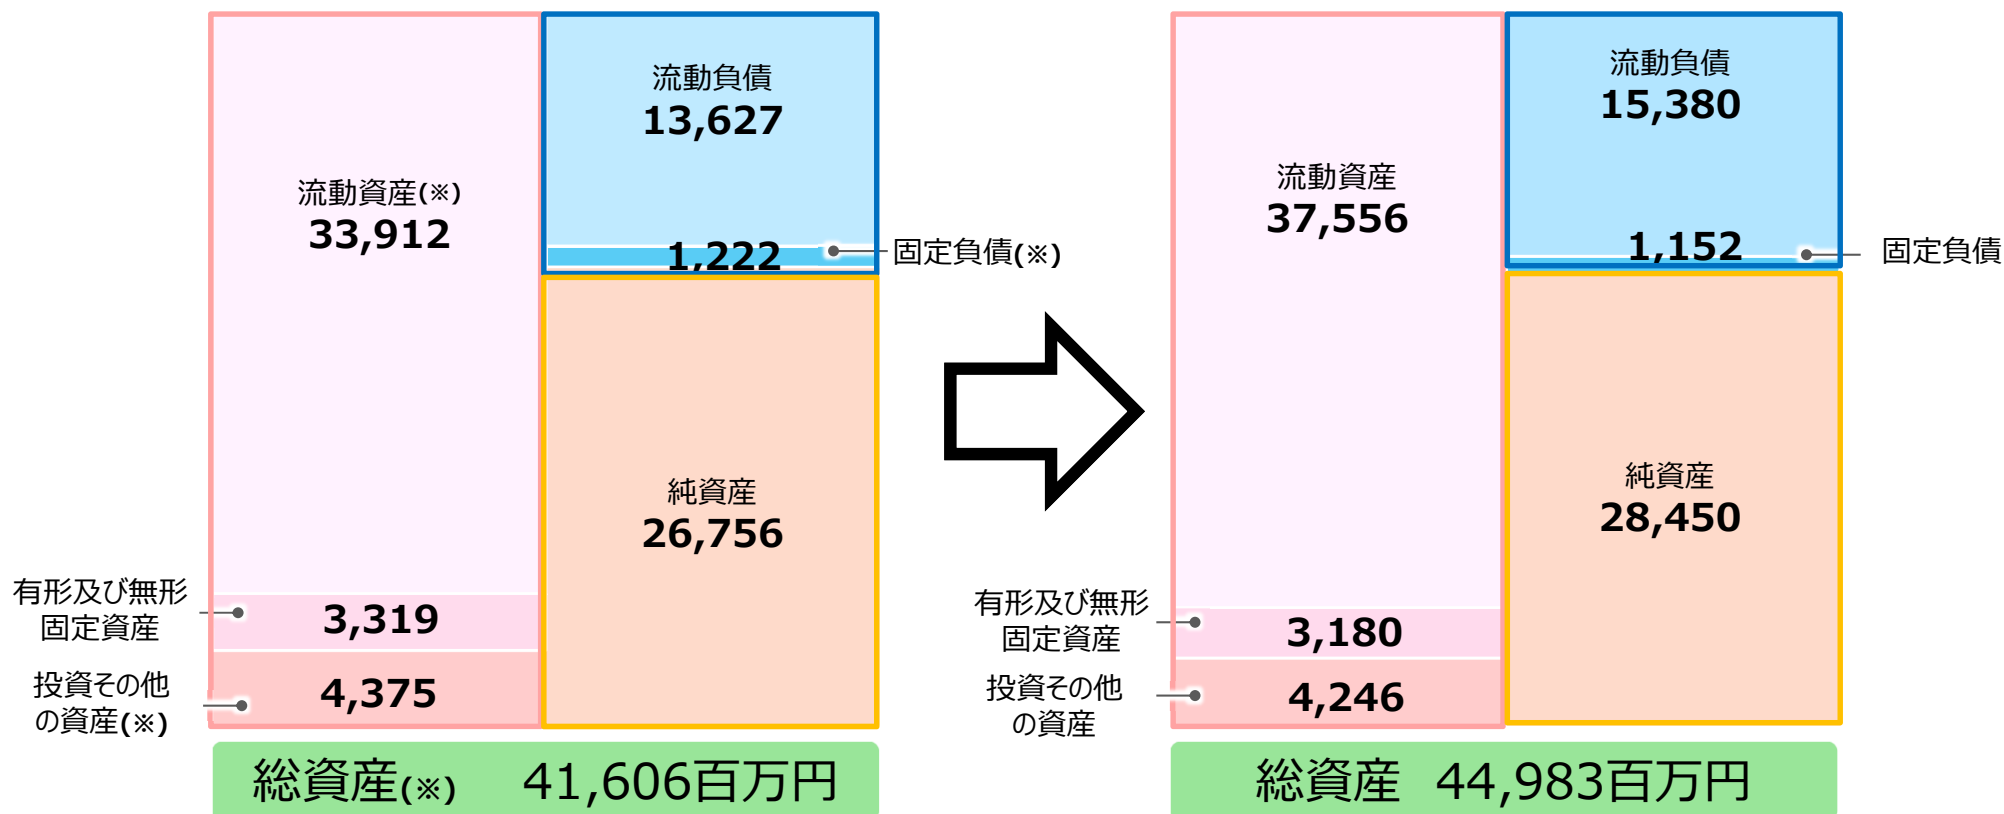 流動資産(※)
33,912
有形及び無形
固定資産
3,319
投資その他
の資産(※)
4,375
流動負債
13,627
1,222
固定負債(※)
純資産
26,756
総資産(※) 41,606百万円
流動資産
37,556
有形及び無形
固定資産
3,180
投資その他
の資産
4,246
流動負債
15,380
1,152
固定負債
純資産
28,450
総資産 44,983百万円